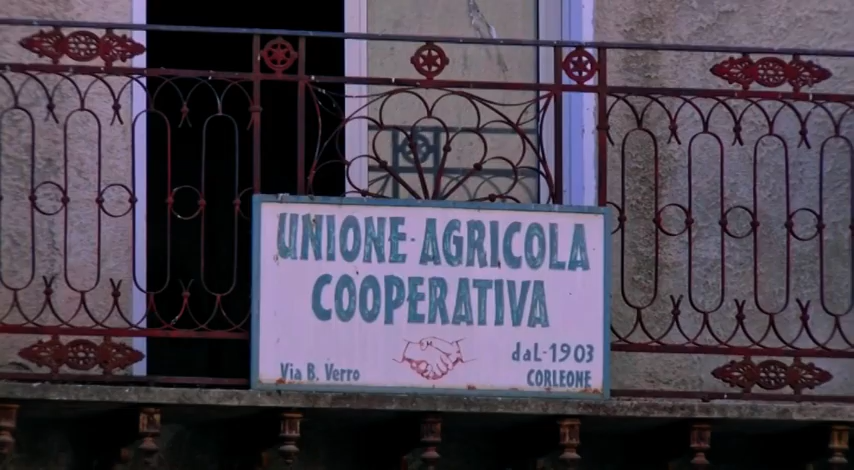 UNIONE-AGRICOLA
COOPERATIVA
Via B. Verro
daL-1903
CORLEONE